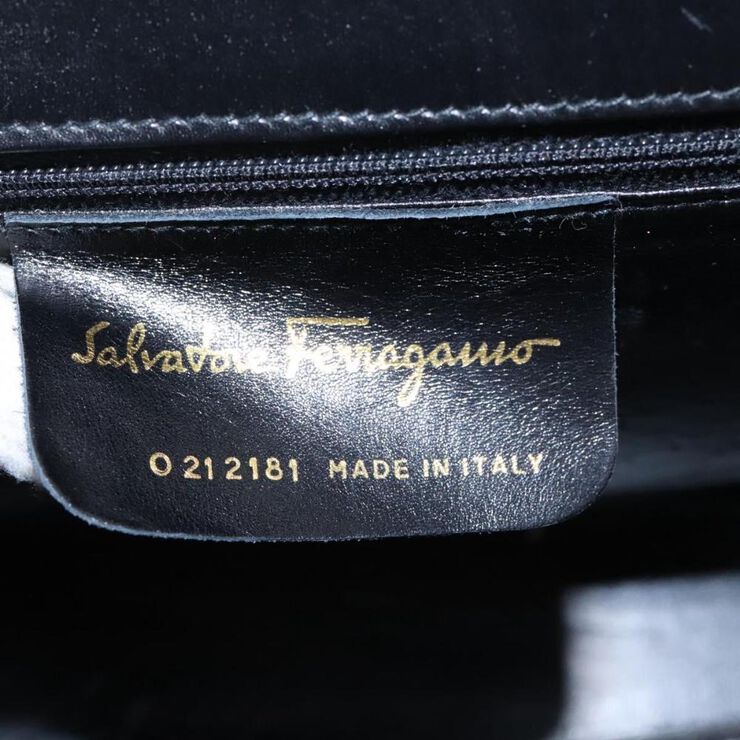 Salvatore Ferragamo
O 21 2181 MADE IN ITALY